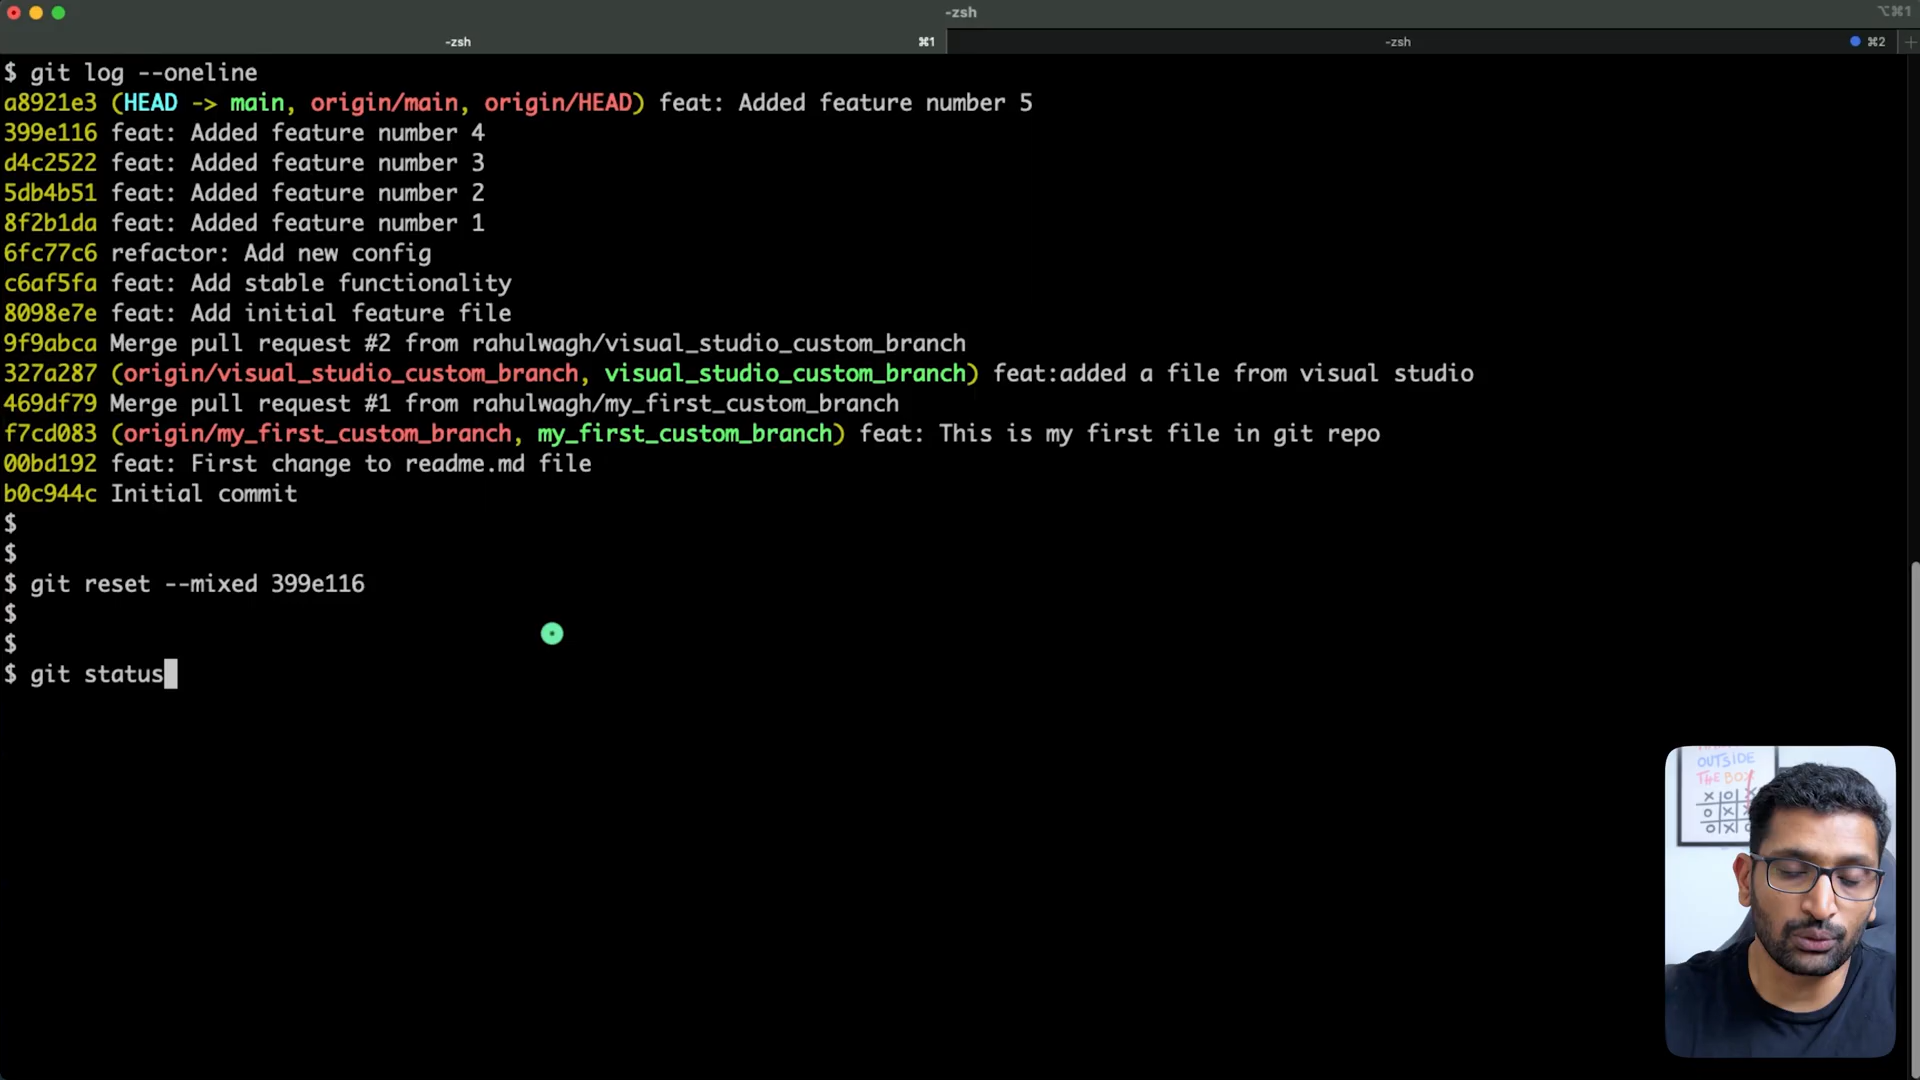 -zsh
⌥⌘1
-zsh ⌘1
-zsh ⌘2 +
$ git log --oneline
a8921e3 (HEAD -> main, origin/main, origin/HEAD) feat: Added feature number 5
399e116 feat: Added feature number 4
d4c2522 feat: Added feature number 3
5db4b51 feat: Added feature number 2
8f2b1da feat: Added feature number 1
6fc77c6 refactor: Add new config
c6af5fa feat: Add stable functionality
8098e7e feat: Add initial feature file
9f9abca Merge pull request #2 from rahulwagh/visual_studio_custom_branch
327a287 (origin/visual_studio_custom_branch, visual_studio_custom_branch) feat:added a file from visual studio
469df79 Merge pull request #1 from rahulwagh/my_first_custom_branch
f7cd083 (origin/my_first_custom_branch, my_first_custom_branch) feat: This is my first file in git repo
00bd192 feat: First change to readme.md file
b0c944c Initial commit
$
$
$ git reset --mixed 399e116
$
$
$ git status
OUTSIDE
THE BOX
X O X
O X X
O X O